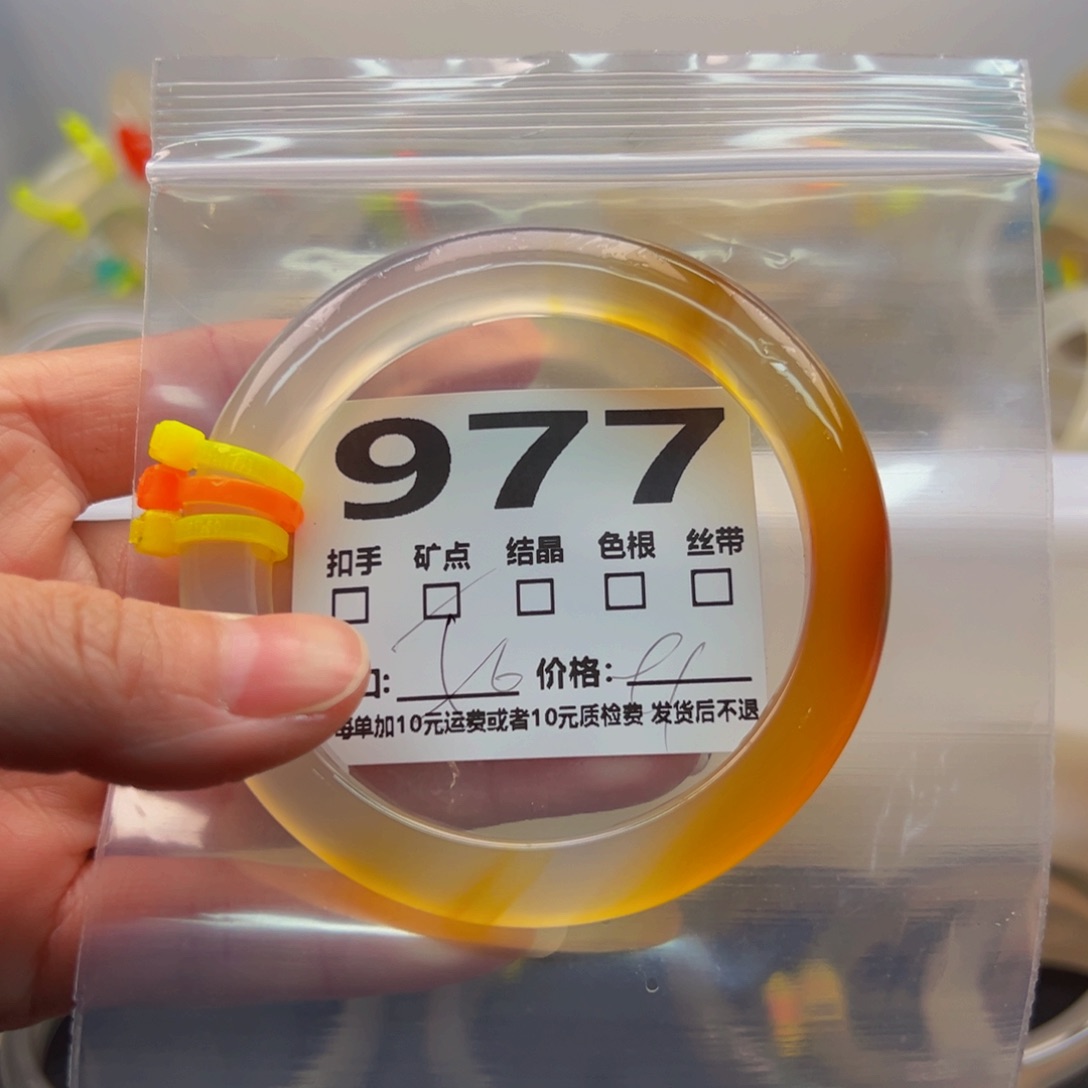 977
扣手 矿点 结晶 色根 丝带
口: 56 价格:
每单加10元运费或者10元质检费 发货后不退